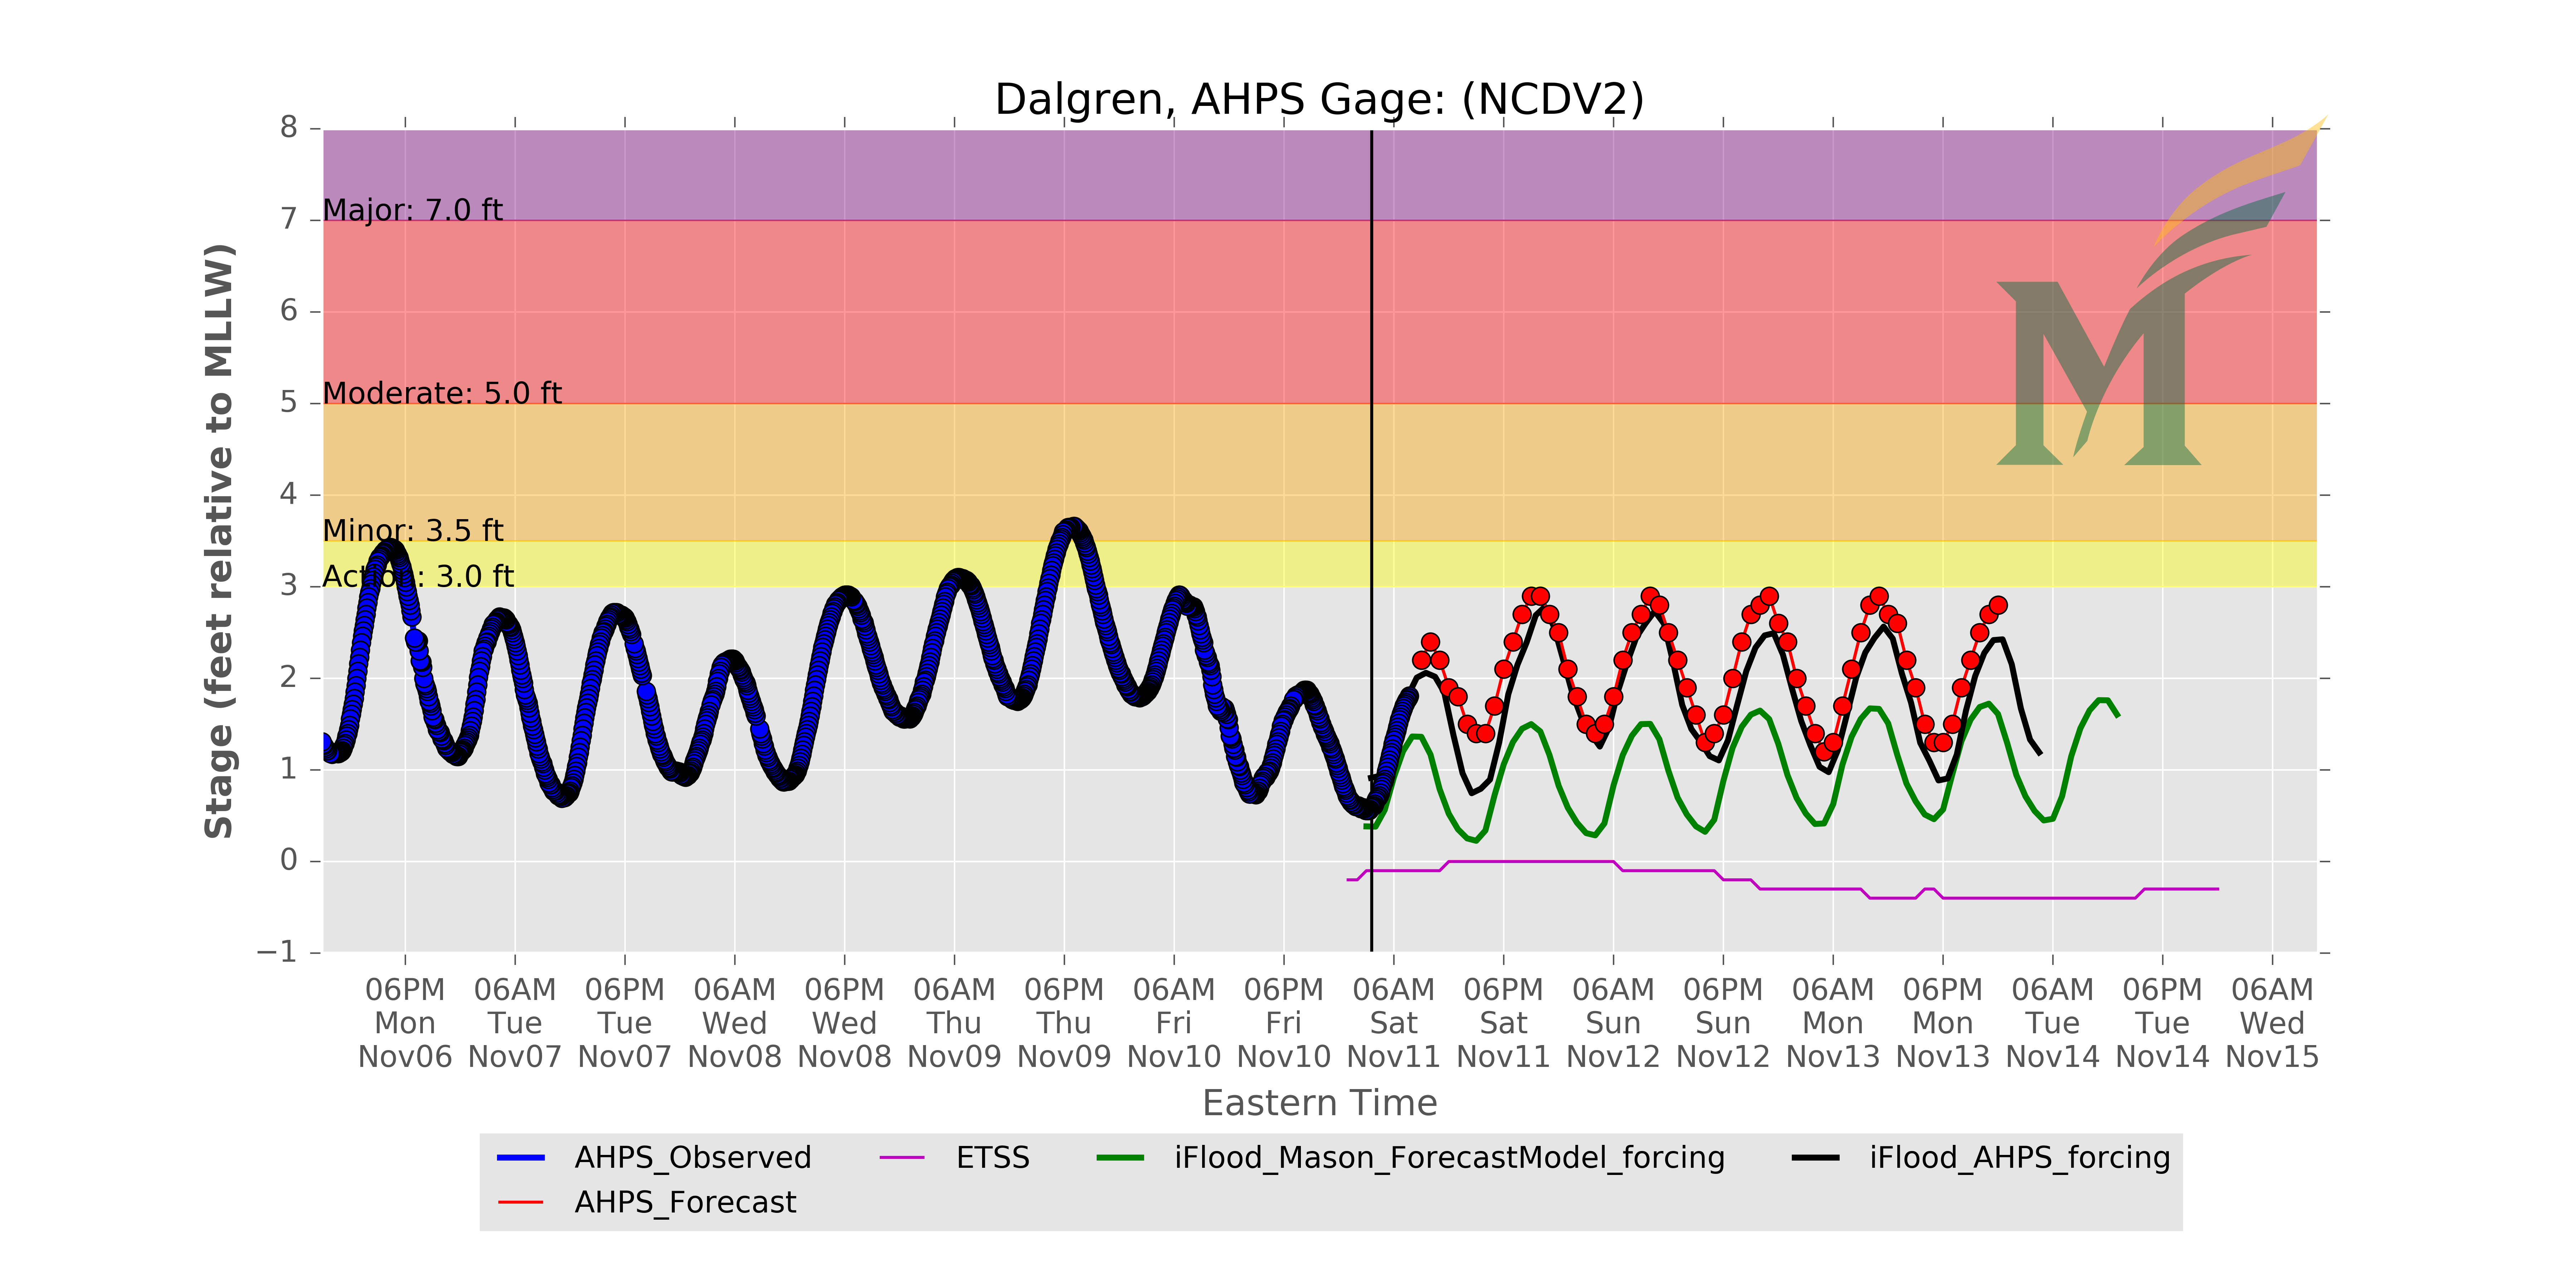 Dalgren, AHPS Gage: (NCDV2)
Stage (feet relative to MLLW)
8
7
6
5
4
3
2
1
0
−1
Major: 7.0 ft
Moderate: 5.0 ft
Minor: 3.5 ft
Action: 3.0 ft
M
06PM 06AM 06PM 06AM 06PM 06AM 06PM 06AM 06PM 06AM 06PM 06AM 06PM 06AM 06PM 06AM 06PM 06AM
Mon Tue Tue Wed Wed Thu Thu Fri Fri Sat Sat Sun Sun Mon Mon Tue Tue Wed
Nov06 Nov07 Nov07 Nov08 Nov08 Nov09 Nov09 Nov10 Nov10 Nov11 Nov11 Nov12 Nov12 Nov13 Nov13 Nov14 Nov14 Nov15
Eastern Time
AHPS_Observed ETSS iFlood_Mason_ForecastModel_forcing iFlood_AHPS_forcing
AHPS_Forecast